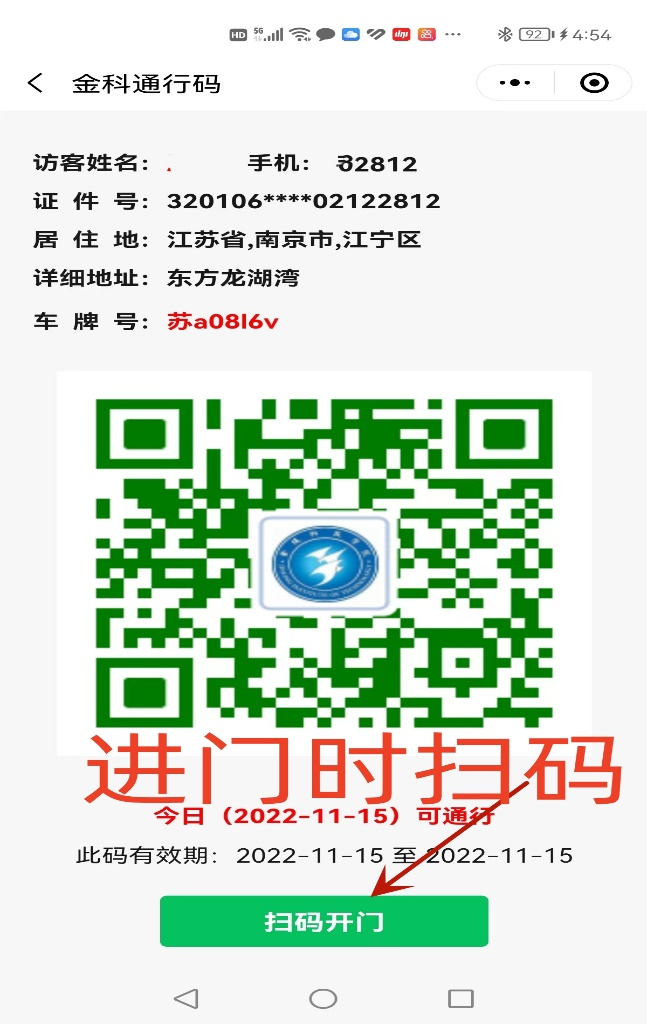 HD 5G 92 4:54
金科通行码
访客姓名： 手机： 32812
证 件 号：320106****02122812
居 住 地：江苏省,南京市,江宁区
详细地址：东方龙湖湾
车 牌 号：苏a08l6v
进门时扫码
今日（2022-11-15）可通行
此码有效期：2022-11-15 至 2022-11-15
扫码开门